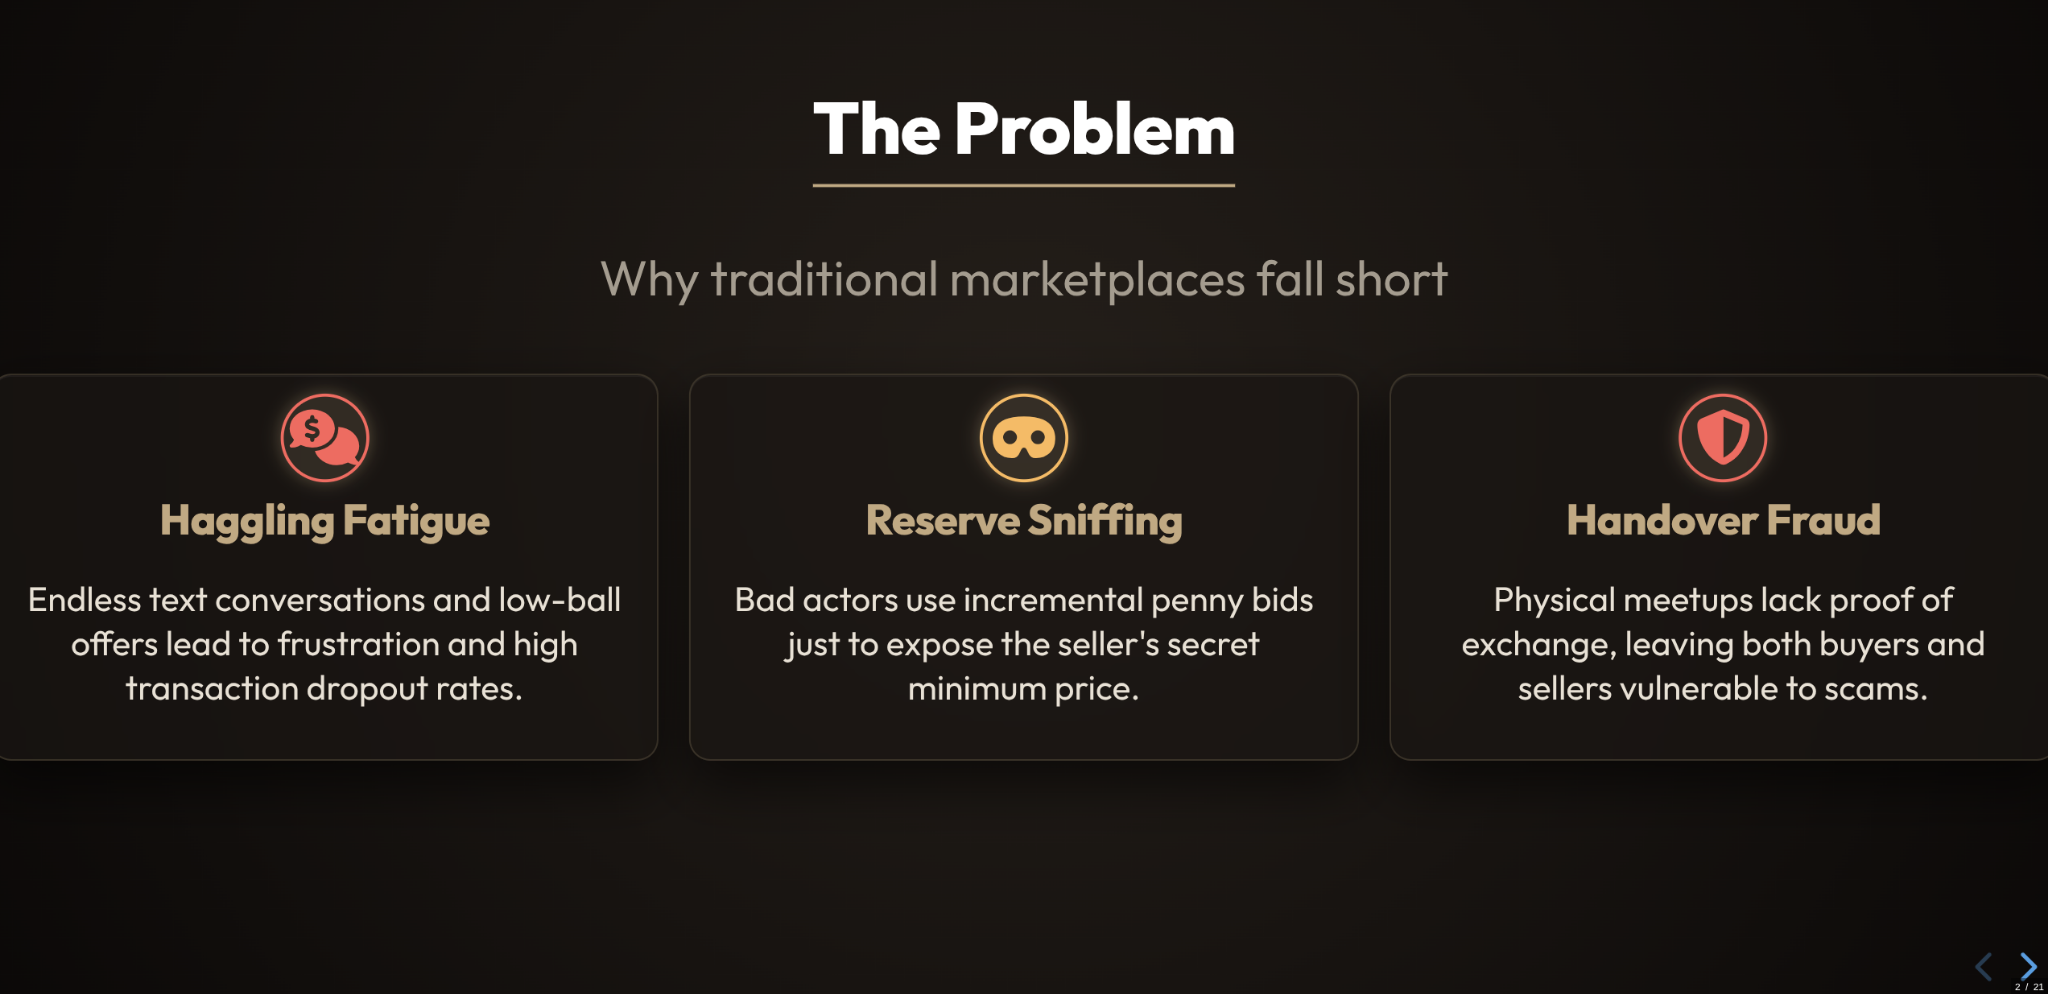 The Problem
Why traditional marketplaces fall short
$
Haggling Fatigue
Endless text conversations and low-ball
offers lead to frustration and high
transaction dropout rates.
Reserve Sniffing
Bad actors use incremental penny bids
just to expose the seller's secret
minimum price.
Handover Fraud
Physical meetups lack proof of
exchange, leaving both buyers and
sellers vulnerable to scams.
2 / 21